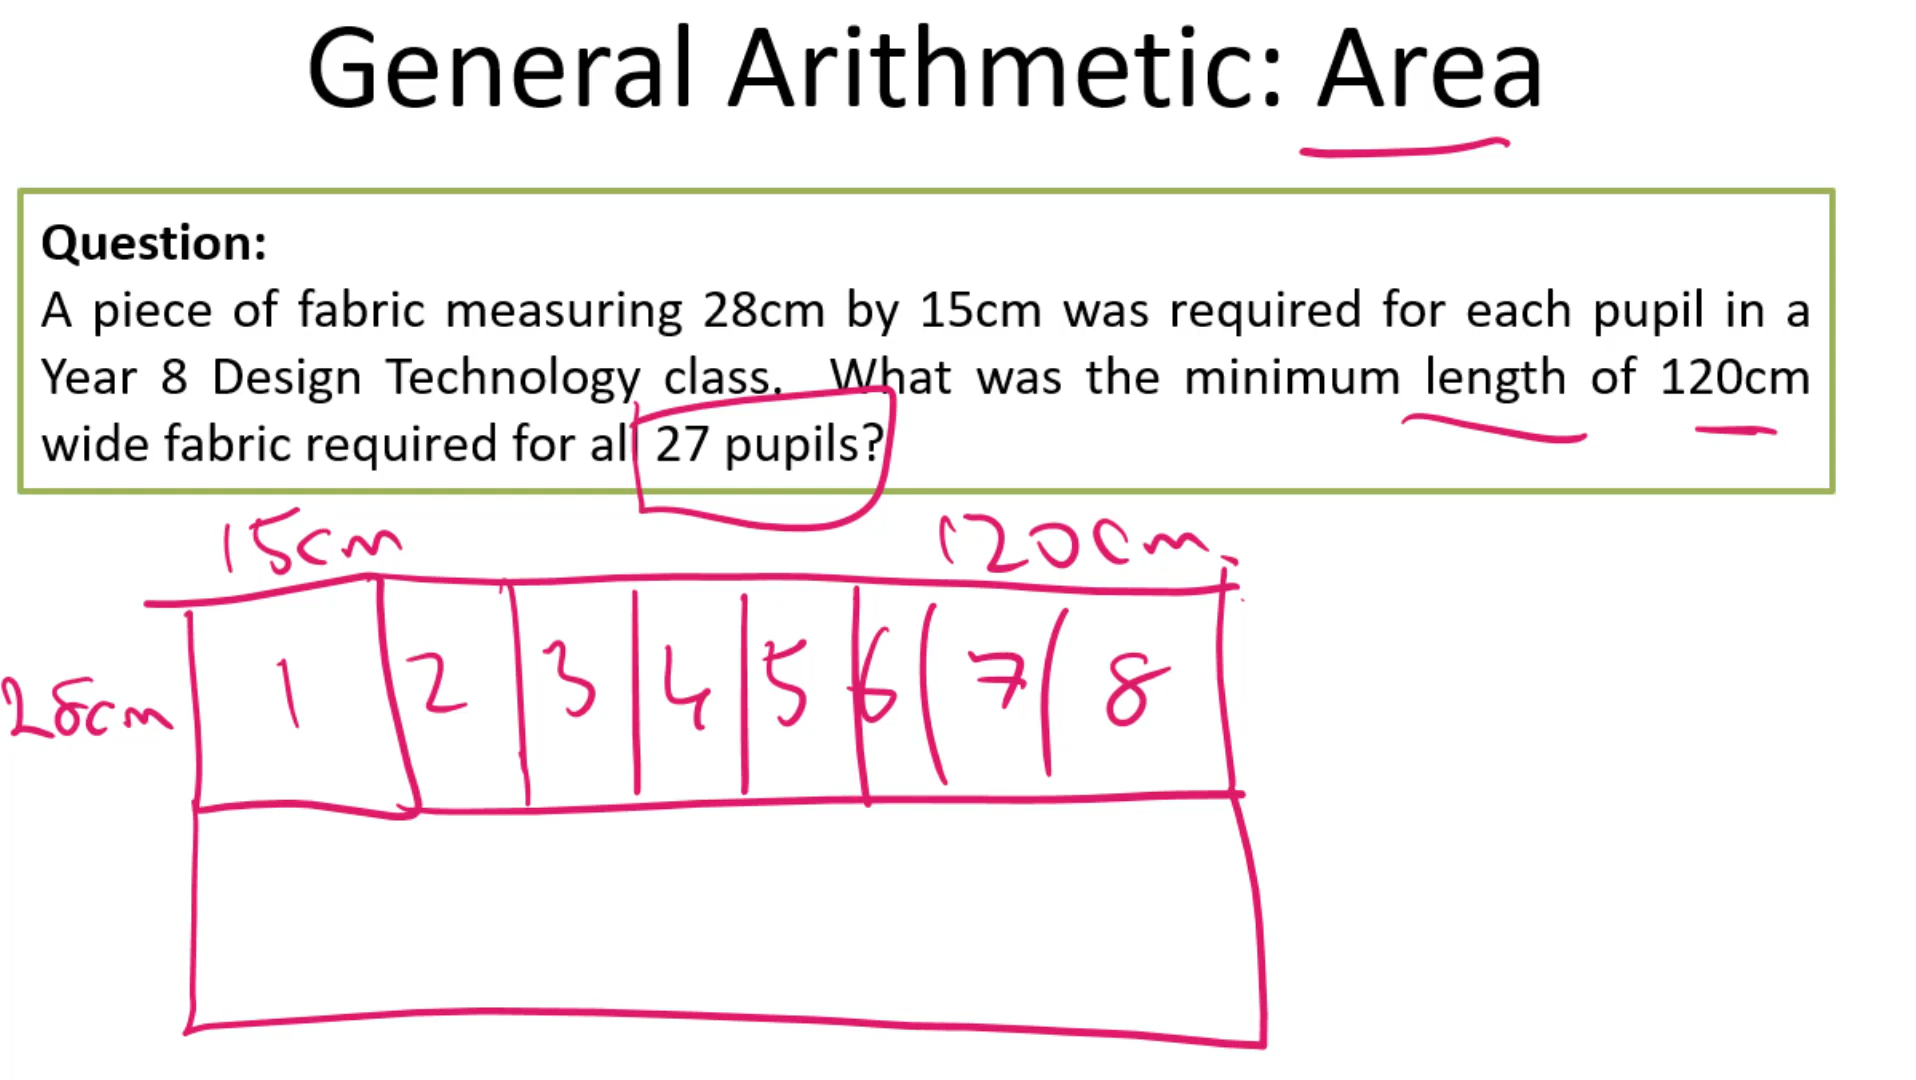 General Arithmetic: Area
Question:
A piece of fabric measuring 28cm by 15cm was required for each pupil in a
Year 8 Design Technology class. What was the minimum length of 120cm
wide fabric required for all 27 pupils?
15cm 120cm
28cm 1 2 3 4 5 6 7 8